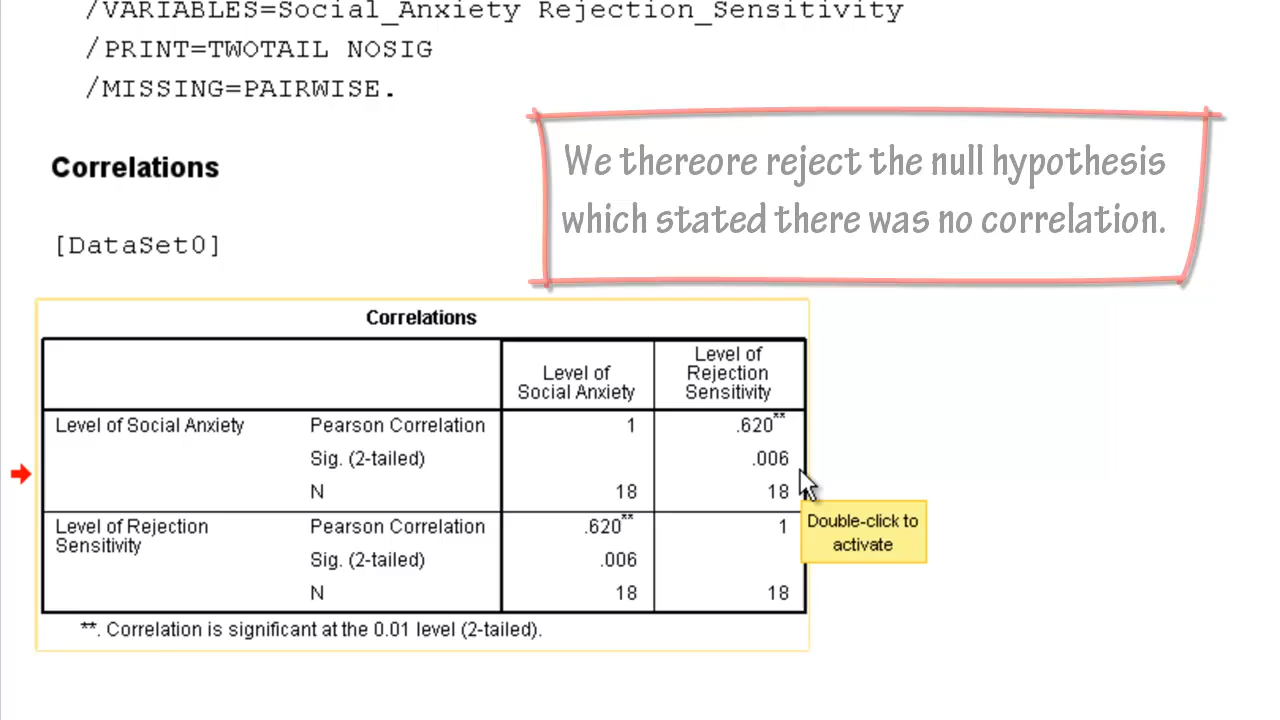 /VARIABLES=Social_Anxiety Rejection_Sensitivity
/PRINT=TWOTAIL NOSIG
/MISSING=PAIRWISE.
We thereore reject the null hypothesis
which stated there was no correlation.
Correlations
[DataSet0]
Correlations
Level of
Social Anxiety
Level of
Rejection
Sensitivity
Level of Social Anxiety Pearson Correlation 1 .620**
Sig. (2-tailed) .006
N 18 18
Level of Rejection
Sensitivity
Pearson Correlation .620** 1
Sig. (2-tailed) .006
N 18 18
Double-click to
activate
**. Correlation is significant at the 0.01 level (2-tailed).